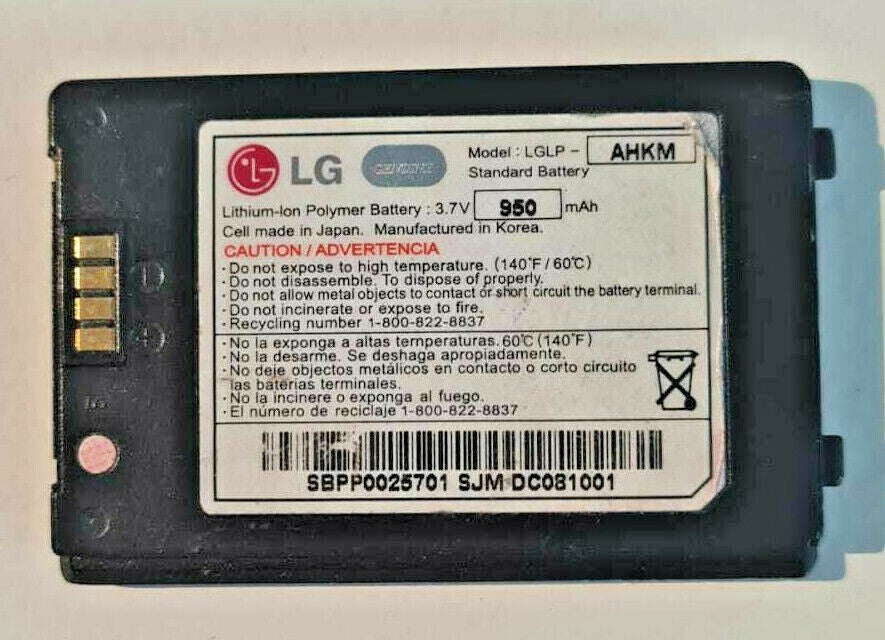 LG GENUINE Model : LGLP - AHKM
Standard Battery
Lithium-Ion Polymer Battery : 3.7V 950 mAh
Cell made in Japan. Manufactured in Korea.
CAUTION / ADVERTENCIA
· Do not expose to high temperature. (140°F / 60°C)
· Do not disassemble. To dispose of properly.
· Do not allow metal objects to contact or short circuit the battery terminal.
· Do not incinerate or expose to fire.
· Recycling number 1-800-822-8837
· No la exponga a altas temperaturas. 60°C (140°F)
· No la desarme. Se deshaga apropiadamente.
· No deje objectos metálicos en contacto o corto circuito
las baterías terminales.
· No la incinere o exponga al fuego.
· El número de reciclaje 1-800-822-8837
SBPP0025701 SJM DC081001